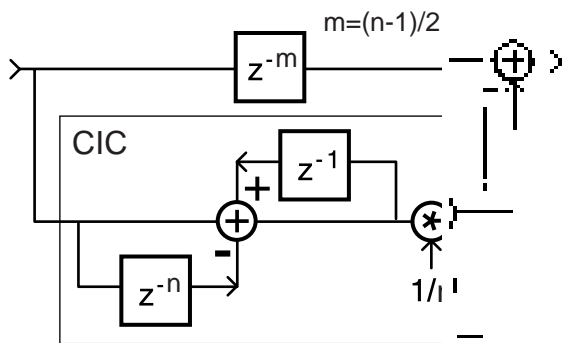 m=(n-1)/2
z-m
CIC
z-1
+
+
+
*
-
z-n